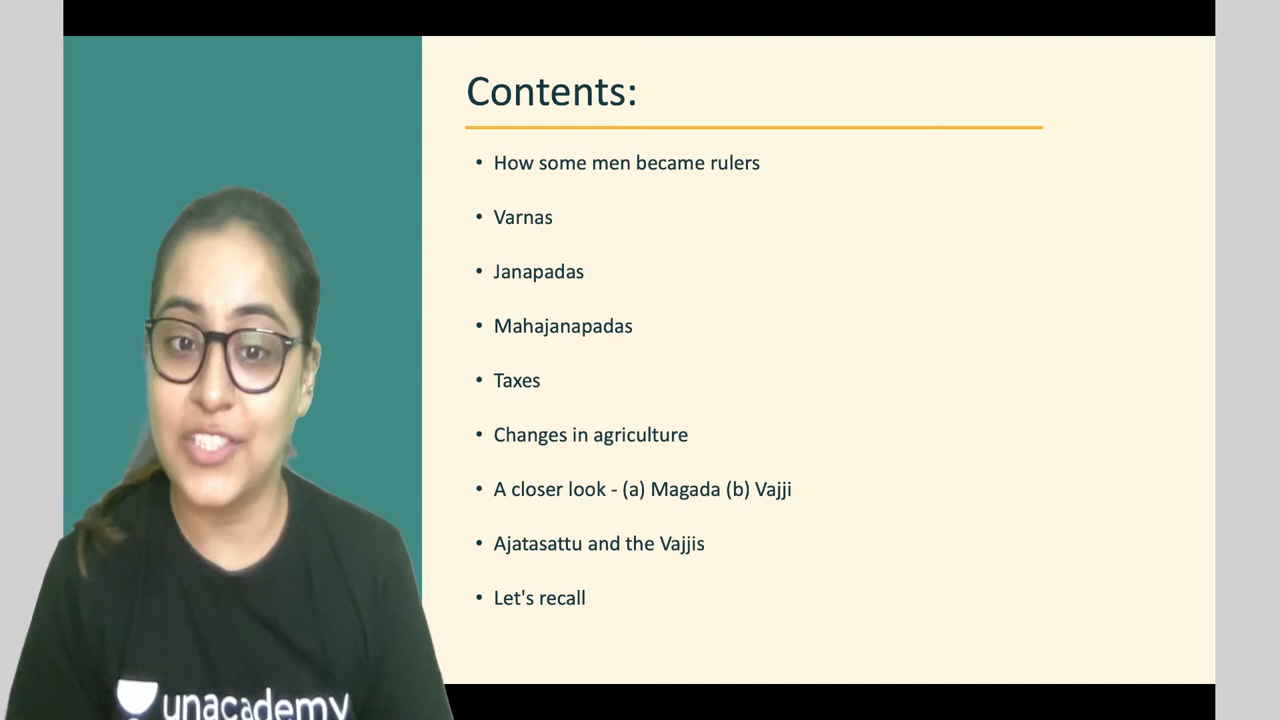 Contents:
• How some men became rulers
• Varnas
• Janapadas
• Mahajanapadas
• Taxes
• Changes in agriculture
• A closer look - (a) Magada (b) Vajji
• Ajatasattu and the Vajjis
• Let's recall
unacademy